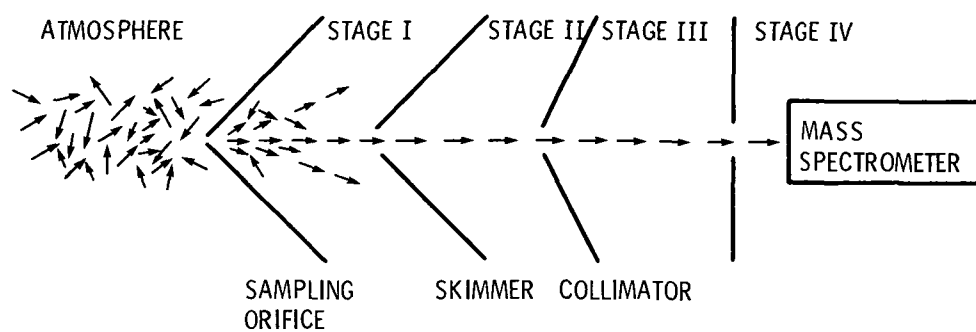 ATMOSPHERE
STAGE I
STAGE II
STAGE III
STAGE IV
MASS
SPECTROMETER
SAMPLING
ORIFICE
SKIMMER
COLLIMATOR